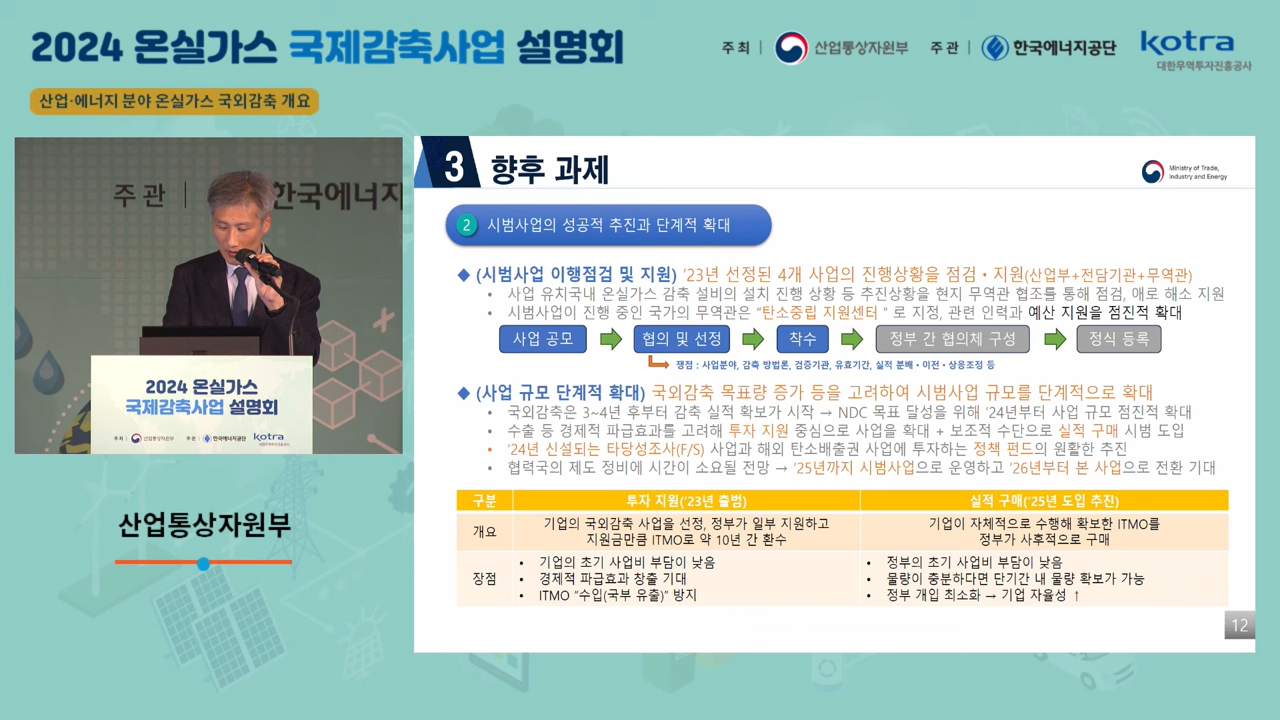 2024 온실가스 국제감축사업 설명회
주 최 | 산업통상자원부 주 관 | 한국에너지공단 kotra
대한무역투자진흥공사
산업·에너지 분야 온실가스 국외감축 개요
주 관 | 한국에너지
2024 온실가스
국제감축사업 설명회
주 최 | 산업통상자원부 주 관 | 한국에너지공단 kotra
산업통상자원부
3 향후 과제
Ministry of Trade,
Industry and Energy
2 시범사업의 성공적 추진과 단계적 확대
◆ (시범사업 이행점검 및 지원) '23년 선정된 4개 사업의 진행상황을 점검·지원(산업부+전담기관+무역관)
• 사업 유치국내 온실가스 감축 설비의 설치 진행 상황 등 추진상황을 현지 무역관 협조를 통해 점검, 애로 해소 지원
• 시범사업이 진행 중인 국가의 무역관은 "탄소중립 지원센터 " 로 지정, 관련 인력과 예산 지원을 점진적 확대
사업 공모 협의 및 선정 착수 정부 간 협의체 구성 정식 등록
쟁점 : 사업분야, 감축 방법론, 검증기관, 유효기간, 실적 분배·이전·상응조정 등
◆ (사업 규모 단계적 확대) 국외감축 목표량 증가 등을 고려하여 시범사업 규모를 단계적으로 확대
• 국외감축은 3~4년 후부터 감축 실적 확보가 시작 → NDC 목표 달성을 위해 '24년부터 사업 규모 점진적 확대
• 수출 등 경제적 파급효과를 고려해 투자 지원 중심으로 사업을 확대 + 보조적 수단으로 실적 구매 시범 도입
• '24년 신설되는 타당성조사(F/S) 사업과 해외 탄소배출권 사업에 투자하는 정책 펀드의 원활한 추진
• 협력국의 제도 정비에 시간이 소요될 전망 → '25년까지 시범사업으로 운영하고 '26년부터 본 사업으로 전환 기대
구분 투자 지원('23년 출범) 실적 구매('25년 도입 추진)
개요 기업의 국외감축 사업을 선정, 정부가 일부 지원하고 기업이 자체적으로 수행해 확보한 ITMO를
지원금만큼 ITMO로 약 10년 간 환수 정부가 사후적으로 구매
장점 • 기업의 초기 사업비 부담이 낮음 • 정부의 초기 사업비 부담이 낮음
• 경제적 파급효과 창출 기대 • 물량이 충분하다면 단기간 내 물량 확보가 가능
• ITMO "수입(국부 유출)" 방지 • 정부 개입 최소화 → 기업 자율성 ↑
12